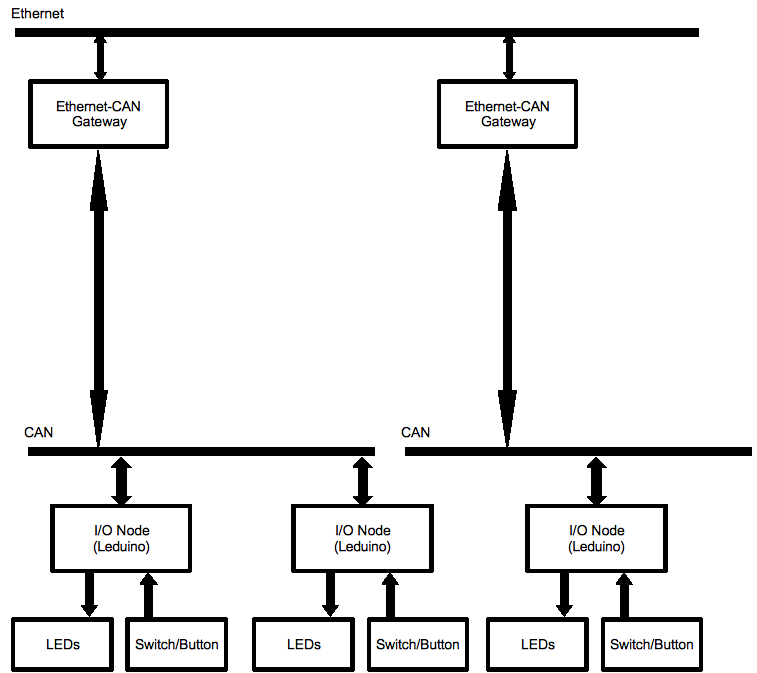 Ethernet
Ethernet-CAN
Gateway
Ethernet-CAN
Gateway
CAN
CAN
I/O Node
(Leduino)
I/O Node
(Leduino)
I/O Node
(Leduino)
LEDs
Switch/Button
LEDs
Switch/Button
LEDs
Switch/Button